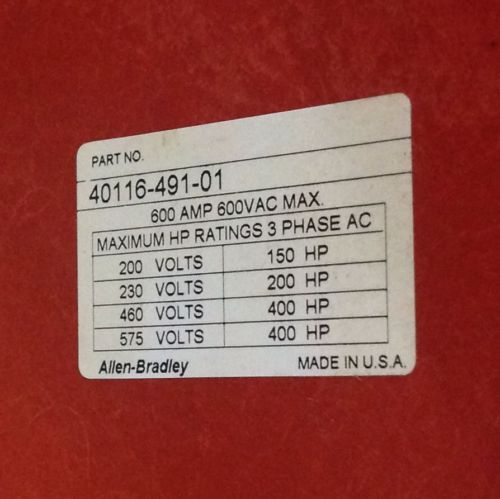 PART NO.
40116-491-01
600 AMP 600VAC MAX.
MAXIMUM HP RATINGS 3 PHASE AC
200 VOLTS 150 HP
230 VOLTS 200 HP
460 VOLTS 400 HP
575 VOLTS 400 HP
Allen-Bradley MADE IN U.S.A.